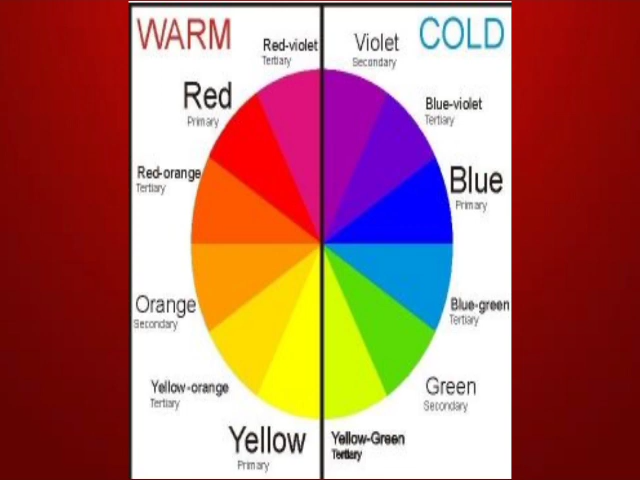 WARM
COLD
Red-violet
Tertiary
Violet
Secondary
Red
Primary
Blue-violet
Tertiary
Red-orange
Tertiary
Blue
Primary
Orange
Secondary
Blue-green
Tertiary
Yellow-orange
Tertiary
Green
Secondary
Yellow
Primary
Yellow-Green
Tertiary